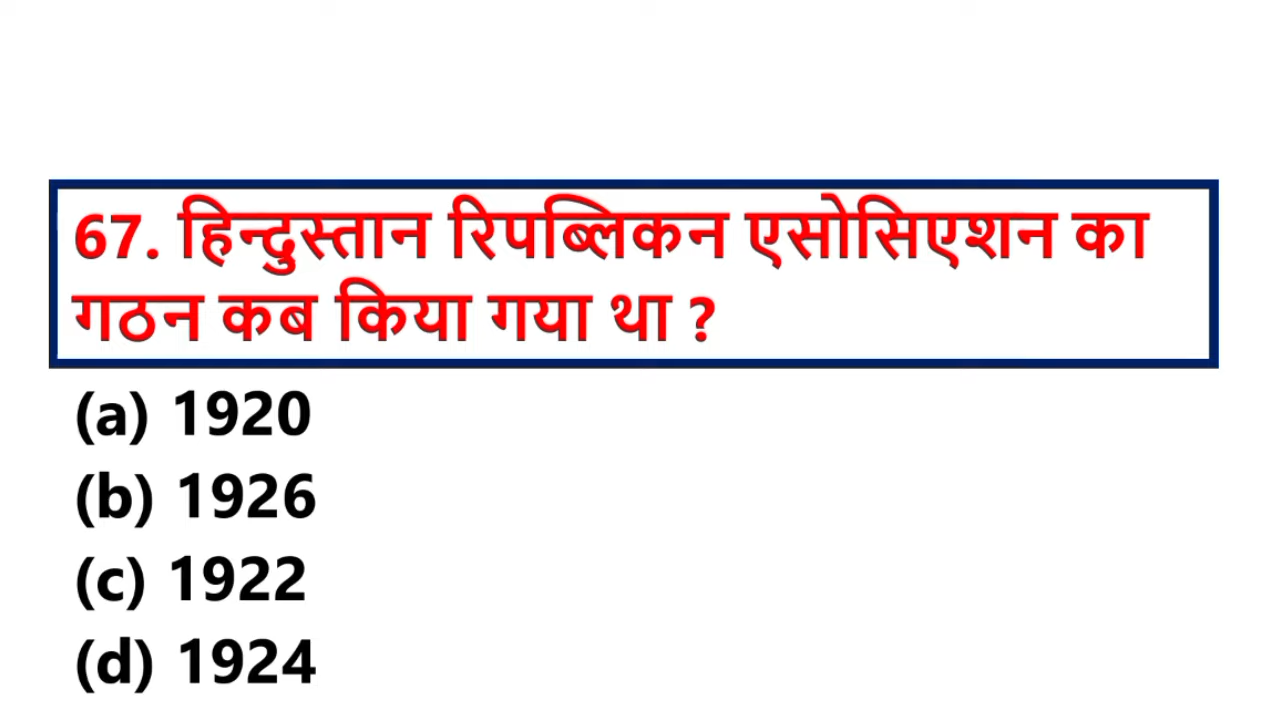 67. हिन्दुस्तान रिपब्लिकन एसोसिएशन का
गठन कब किया गया था ?
(a) 1920
(b) 1926
(c) 1922
(d) 1924